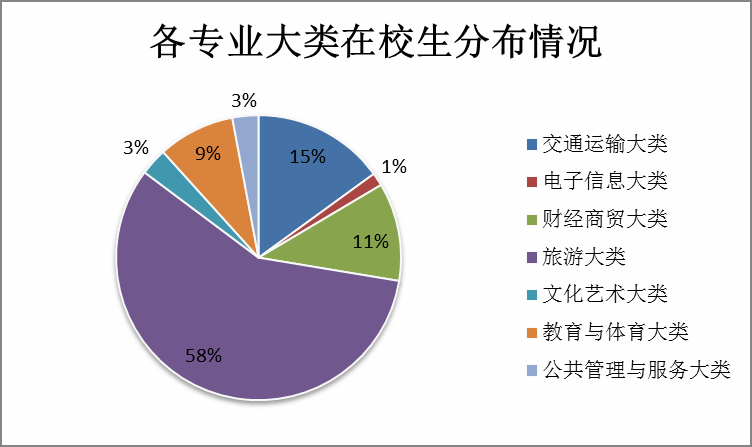 各专业大类在校生分布情况
3%
15%
1%
11%
58%
3%
9%
交通运输大类
电子信息大类
财经商贸大类
旅游大类
文化艺术大类
教育与体育大类
公共管理与服务大类